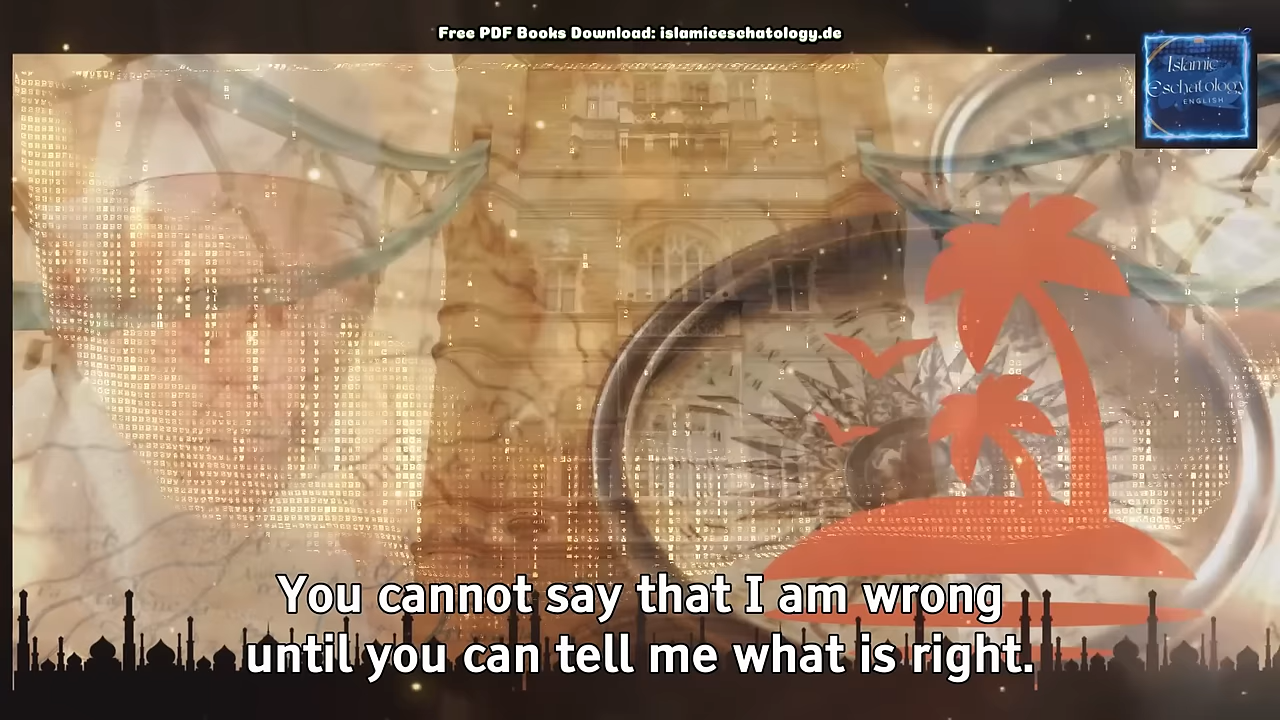 Free PDF Books Download: islamiceschatology.de
Islamic
Eschatology
ENGLISH
You cannot say that I am wrong
until you can tell me what is right.